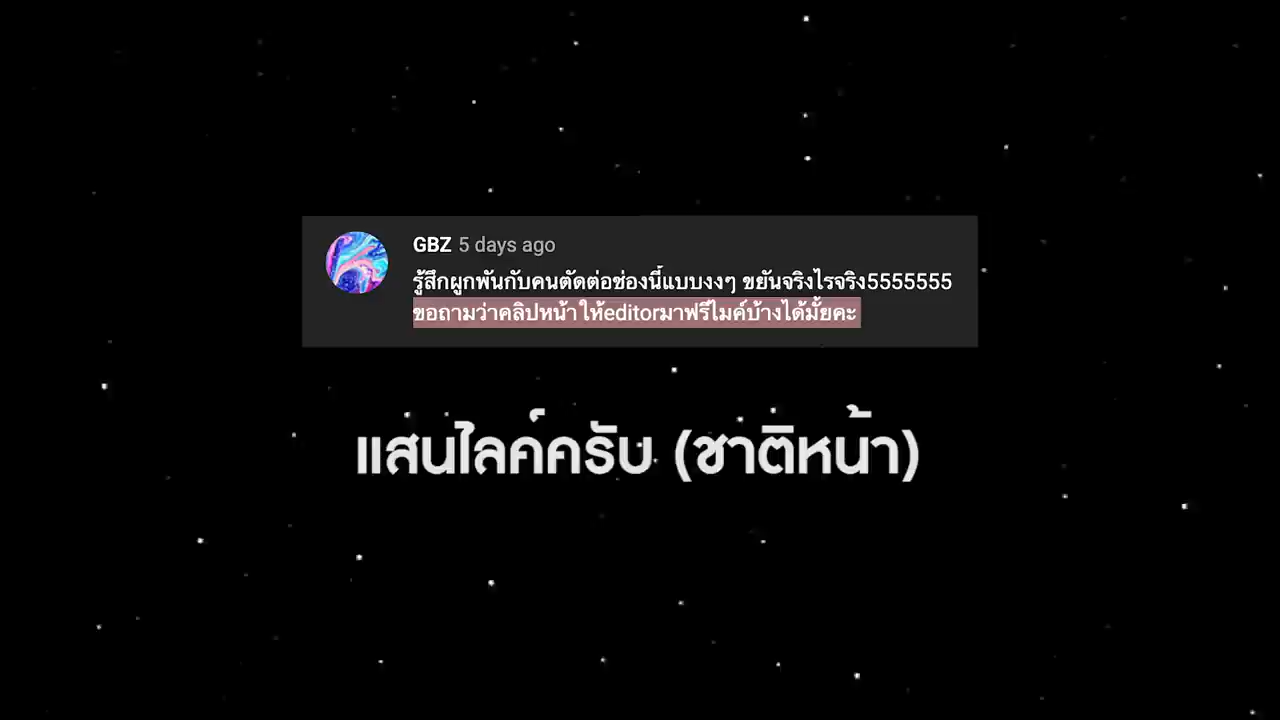 GBZ 5 days ago
รู้สึกผูกพันกับคนตัดต่อช่องนี้แบบงงๆ ขยันจริงไรจริง5555555
ขอถามว่าคลิปหน้าให้editorมาฟรีไมค์บ้างได้มั้ยคะ
แสนไลค์ครับ (ชาติหน้า)